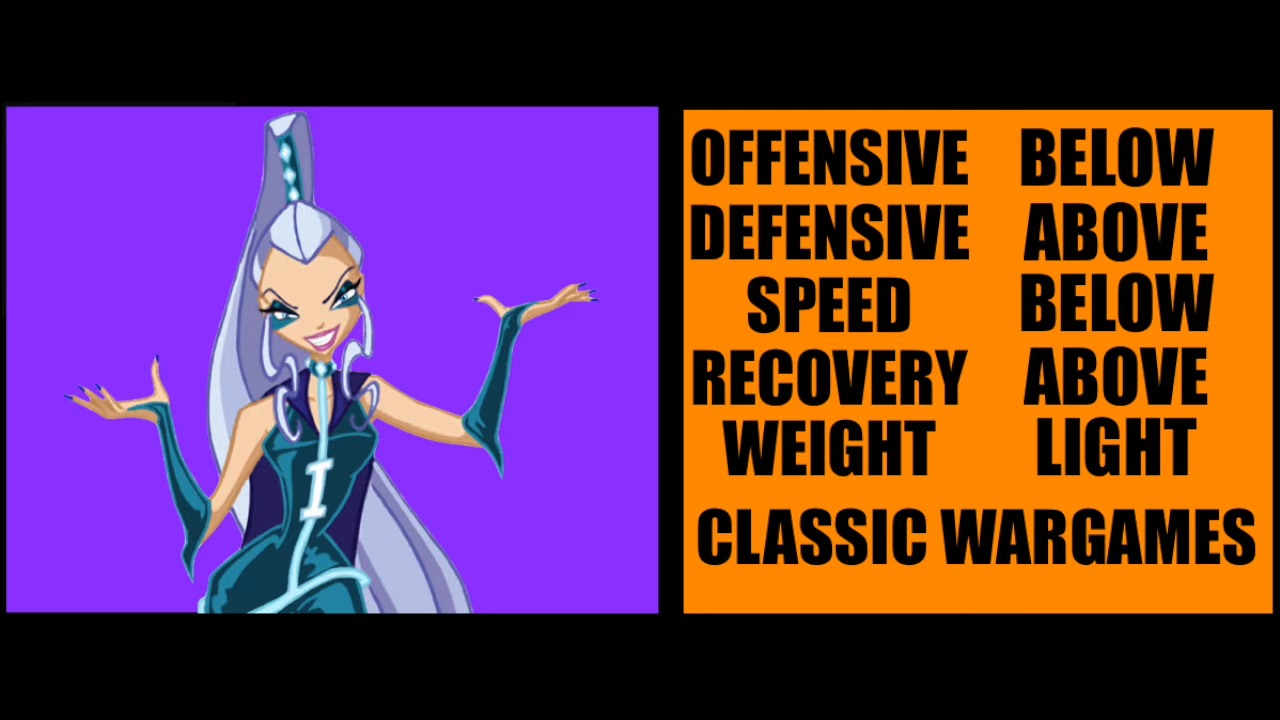 OFFENSIVE BELOW
DEFENSIVE ABOVE
SPEED BELOW
RECOVERY ABOVE
WEIGHT LIGHT
CLASSIC WARGAMES
I